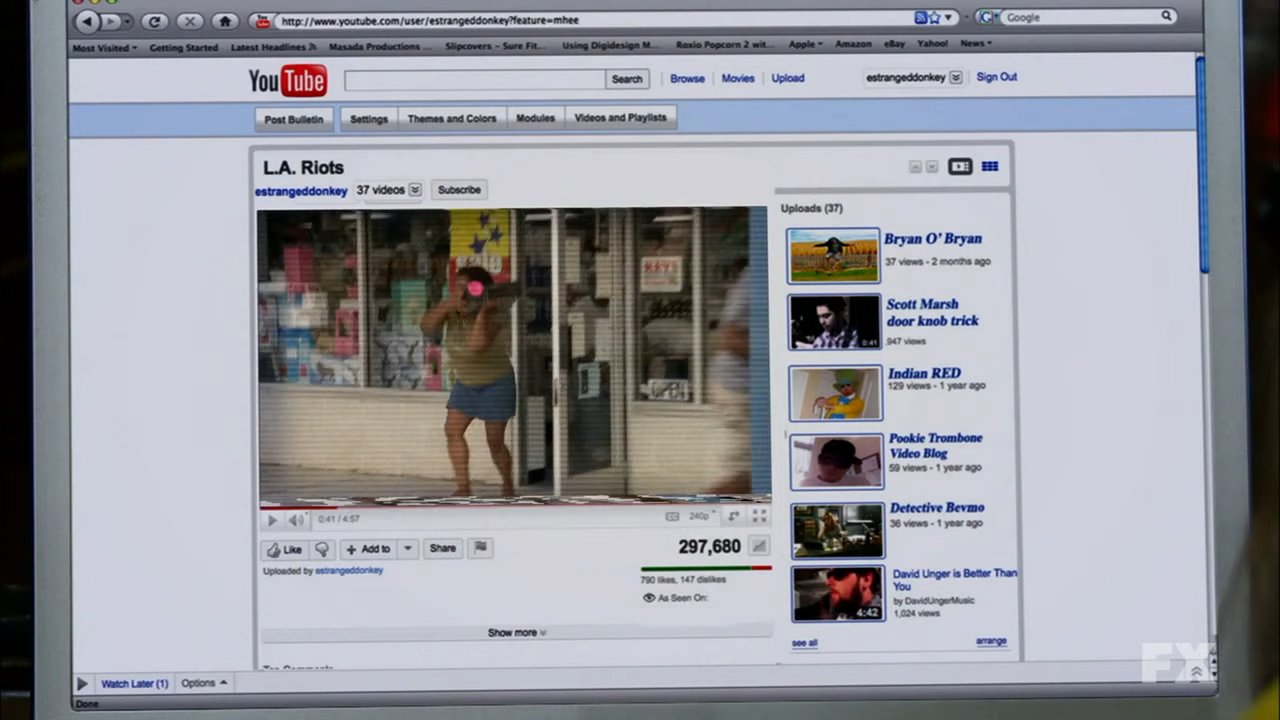 http://www.youtube.com/user/estrangeddonkey?feature=mhee
Google
Most Visited
Getting Started
Latest Headlines
Masada Productions ...
Slipcovers - Sure Fit...
Using Digidesign M...
Roxio Popcorn 2 wit...
Apple
Amazon
eBay
Yahoo!
News
YouTube
Search
Browse
Movies
Upload
estrangeddonkey
Sign Out
Post Bulletin
Settings
Themes and Colors
Modules
Videos and Playlists
L.A. Riots
estrangeddonkey
37 videos
Subscribe
KEYS
OPEN
0:41 / 4:57
240p
Like
Add to
Share
297,680
Uploaded by estrangeddonkey
790 likes, 147 dislikes
As Seen On:
Show more
Top Comments
Uploads (37)
Bryan O' Bryan
37 views - 2 months ago
Scott Marsh
door knob trick
947 views
0:41
Indian RED
129 views - 1 year ago
Pookie Trombone
Video Blog
59 views - 1 year ago
Detective Bevmo
36 views - 1 year ago
David Unger is Better Than
You
by DavidUngerMusic
1,024 views
4:42
see all
arrange
Watch Later (1)
Options
Done
FX